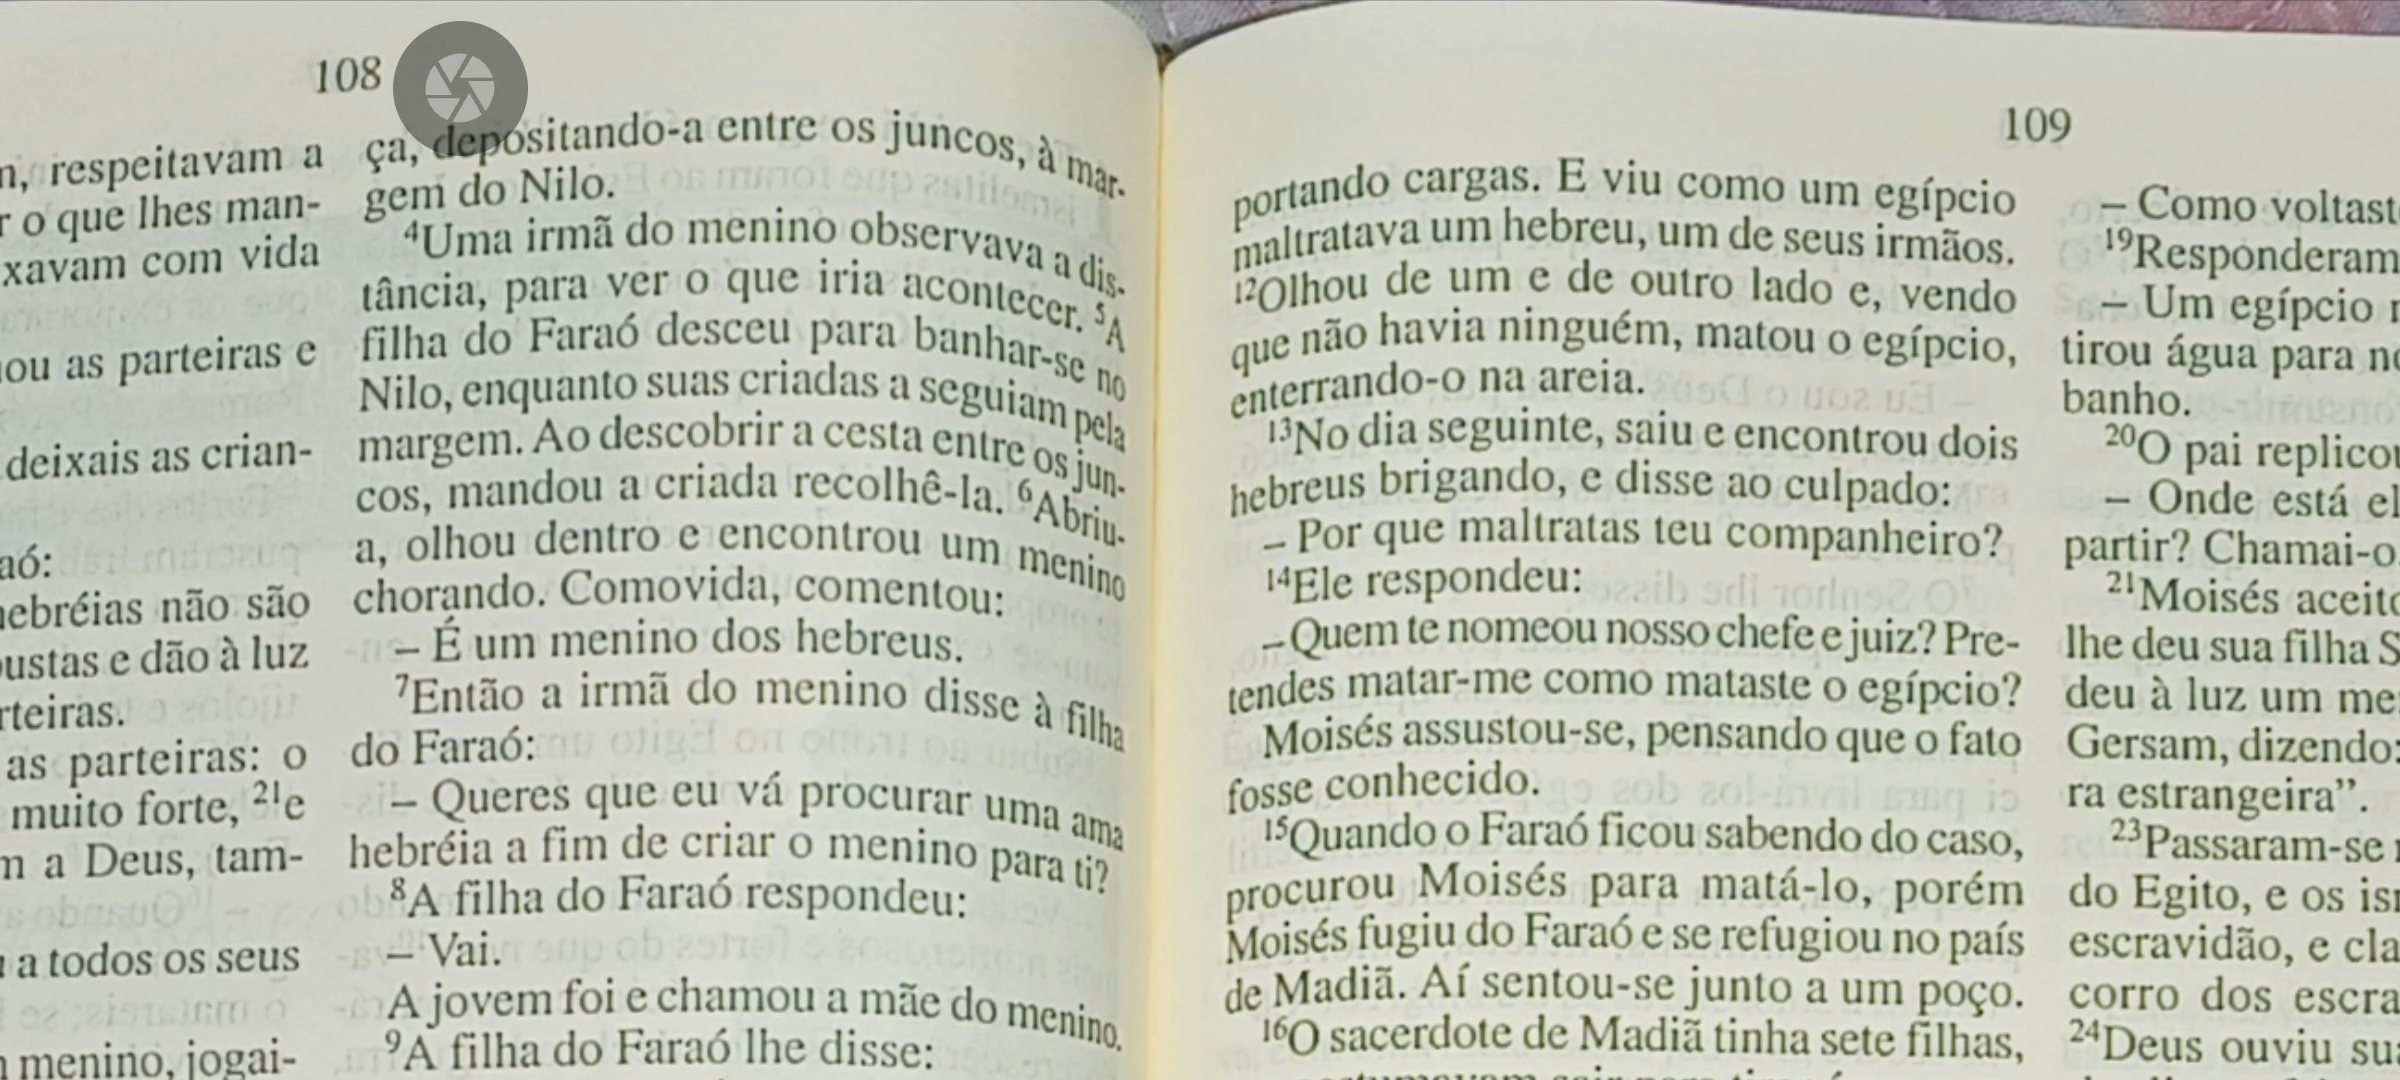 108
respeitavam a
o que lhes man-
com vida
as parteiras e
deixais as crian-
não são
e dão à luz
as parteiras: o
muito forte, ²¹e
a Deus, tam-
a todos os seus
menino, jogai-
ça, depositando-a entre os juncos, à mar-
gem do Nilo.
⁴Uma irmã do menino observava a dis-
tância, para ver o que iria acontecer. ⁵A
filha do Faraó desceu para banhar-se no
Nilo, enquanto suas criadas a seguiam pela
margem. Ao descobrir a cesta entre os jun-
cos, mandou a criada recolhê-la. ⁶Abriu-
a, olhou dentro e encontrou um menino
chorando. Comovida, comentou:
– É um menino dos hebreus.
⁷Então a irmã do menino disse à filha
do Faraó:
– Queres que eu vá procurar uma ama
hebréia a fim de criar o menino para ti?
⁸A filha do Faraó respondeu:
– Vai.
A jovem foi e chamou a mãe do menino.
⁹A filha do Faraó lhe disse:
109
portando cargas. E viu como um egípcio
maltratava um hebreu, um de seus irmãos.
¹²Olhou de um e de outro lado e, vendo
que não havia ninguém, matou o egípcio,
enterrando-o na areia.
¹³No dia seguinte, saiu e encontrou dois
hebreus brigando, e disse ao culpado:
– Por que maltratas teu companheiro?
¹⁴Ele respondeu:
– Quem te nomeou nosso chefe e juiz? Pre-
tendes matar-me como mataste o egípcio?
Moisés assustou-se, pensando que o fato
fosse conhecido.
¹⁵Quando o Faraó ficou sabendo do caso,
procurou Moisés para matá-lo, porém
Moisés fugiu do Faraó e se refugiou no país
de Madiã. Aí sentou-se junto a um poço.
¹⁶O sacerdote de Madiã tinha sete filhas,
– Como
¹⁹Responderam
– Um egípcio
tirou água para
banho.
²⁰O pai
– Onde está
partir? Chamai-o
²¹Moisés
lhe deu sua filha
deu à luz um
Gersam, dizendo:
ra estrangeira”.
²³Passaram-se
do Egito, e os
escravidão, e
corro dos
²⁴Deus ouviu